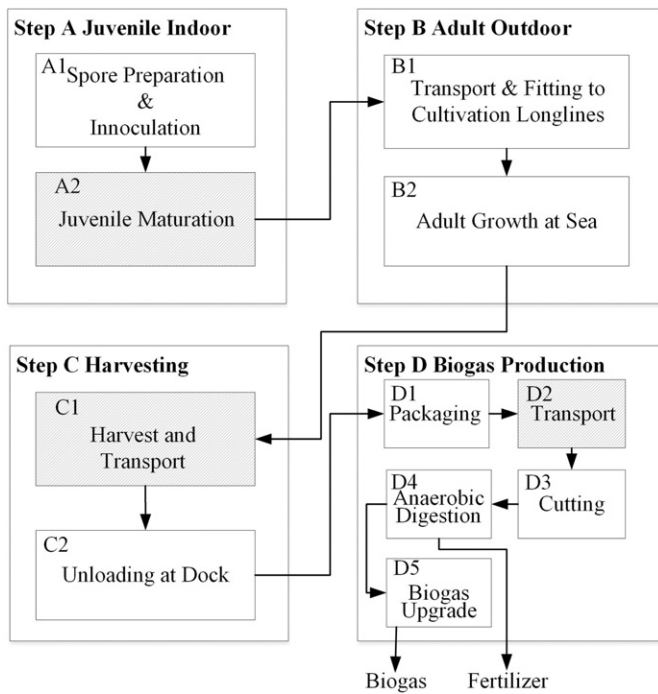 Step A Juvenile Indoor
A1
Spore Preparation
&
Innoculation
A2
Juvenile Maturation
Step B Adult Outdoor
B1
Transport & Fitting to
Cultivation Longlines
B2
Adult Growth at Sea
Step C Harvesting
C1
Harvest and
Transport
C2
Unloading at Dock
Step D Biogas Production
D1
Packaging
D2
Transport
D3
Cutting
D4
Anaerobic
Digestion
D5
Biogas
Upgrade
Biogas
Fertilizer